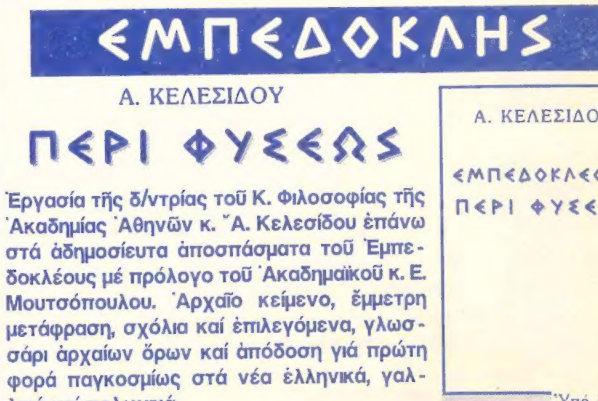 ΕΜΠΕΔΟΚΛΗΣ
Α. ΚΕΛΕΣΙΔΟΥ
ΠΕΡΙ ΦΥΣΕΩΣ
Ἐργασία τῆς δ/ντρίας τοῦ Κ. Φιλοσοφίας τῆς
Ἀκαδημίας Ἀθηνῶν κ. Ἄ. Κελεσίδου ἐπάνω
στά ἀδημοσίευτα ἀποσπάσματα τοῦ Ἐμπε-
δοκλέους μέ πρόλογο τοῦ Ἀκαδημαϊκοῦ κ. Ε.
Μουτσόπουλου. Ἀρχαῖο κείμενο, ἔμμετρη
μετάφραση, σχόλια καί ἐπιλεγόμενα, γλωσ-
σάρι ἀρχαίων ὅρων καί ἀπόδοση γιά πρώτη
φορά παγκοσμίως στά νέα ἑλληνικά, γαλ-
Α. ΚΕΛΕΣΙΔΟ
ΕΜΠΕΔΟΚΛΕΟ
ΠΕΡΙ ΦΥΣΕ
Ὑπό